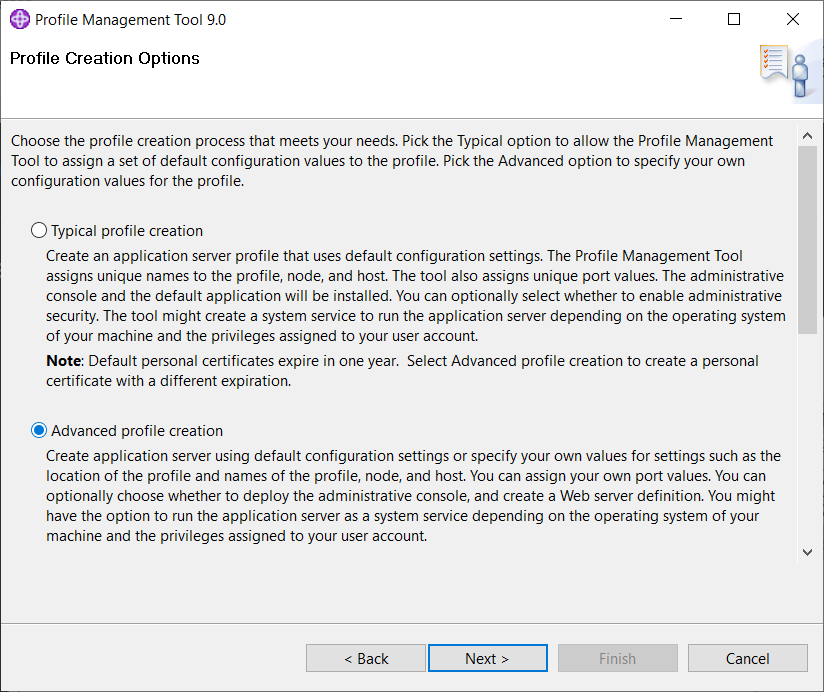 Profile Management Tool 9.0
Profile Creation Options
Choose the profile creation process that meets your needs. Pick the Typical option to allow the Profile Management
Tool to assign a set of default configuration values to the profile. Pick the Advanced option to specify your own
configuration values for the profile.
Typical profile creation
Create an application server profile that uses default configuration settings. The Profile Management Tool
assigns unique names to the profile, node, and host. The tool also assigns unique port values. The administrative
console and the default application will be installed. You can optionally select whether to enable administrative
security. The tool might create a system service to run the application server depending on the operating system
of your machine and the privileges assigned to your user account.
Note: Default personal certificates expire in one year.  Select Advanced profile creation to create a personal
certificate with a different expiration.
Advanced profile creation
Create application server using default configuration settings or specify your own values for settings such as the
location of the profile and names of the profile, node, and host. You can assign your own port values. You can
optionally choose whether to deploy the administrative console, and create a Web server definition. You might
have the option to run the application server as a system service depending on the operating system of your
machine and the privileges assigned to your user account.
< Back
Next >
Finish
Cancel